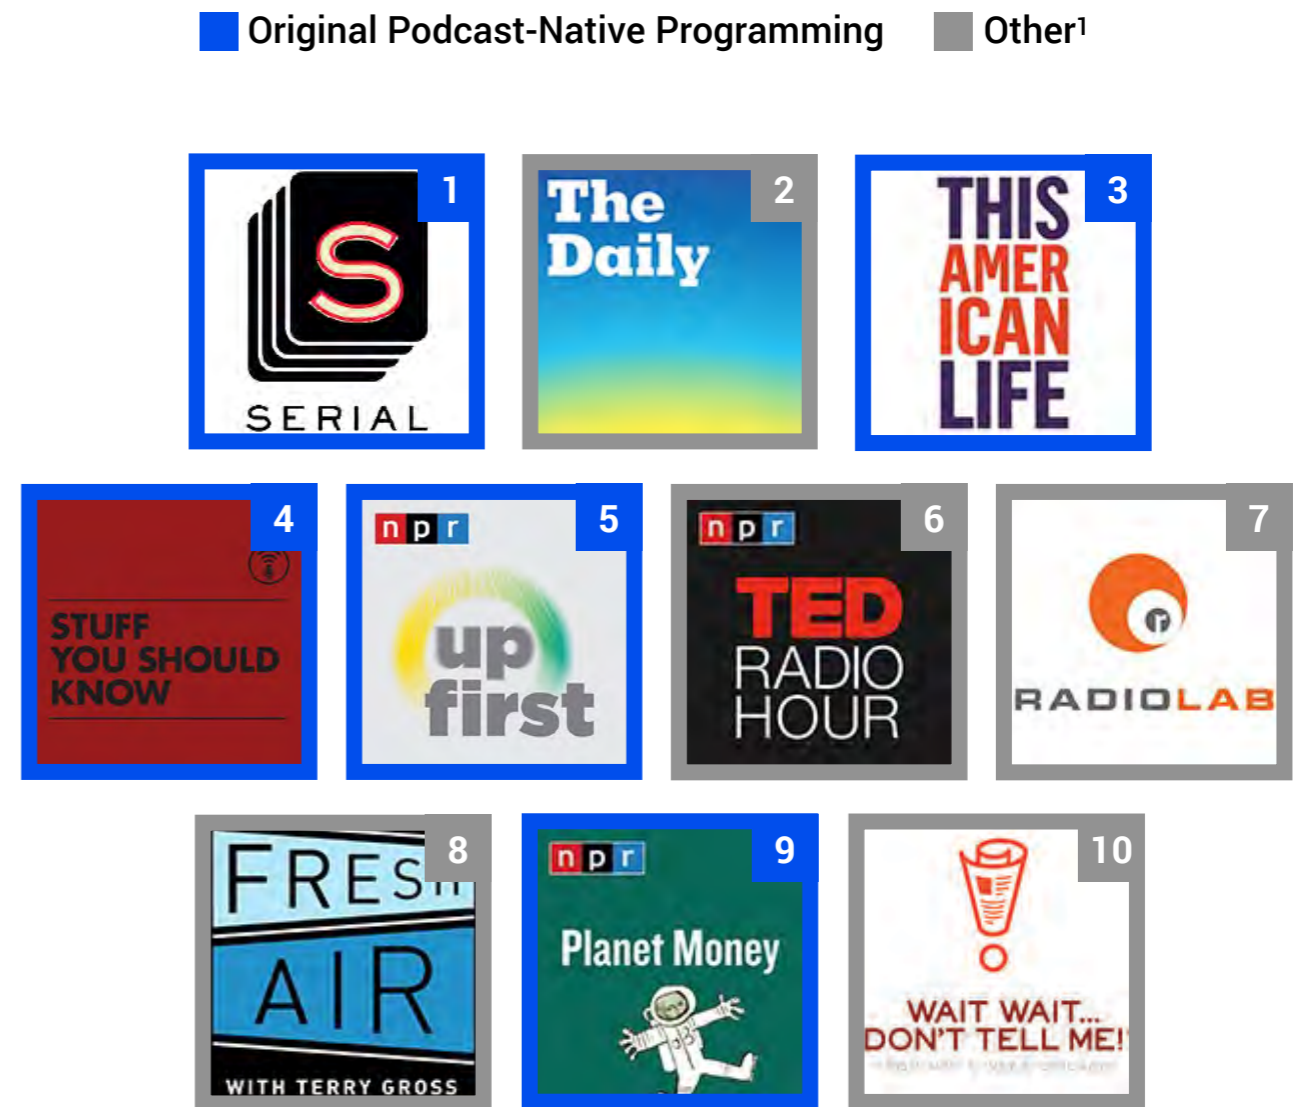 Original Podcast-Native Programming
Other¹
1
S
SERIAL
2
The
Daily
3
THIS
AMER
ICAN
LIFE
4
STUFF
YOU SHOULD
KNOW
5
npr
up
first
6
npr
TED
RADIO
HOUR
7
r
RADIOLAB
8
FRESH
AIR
WITH TERRY GROSS
9
npr
Planet Money
10
WAIT WAIT...
DON'T TELL ME!